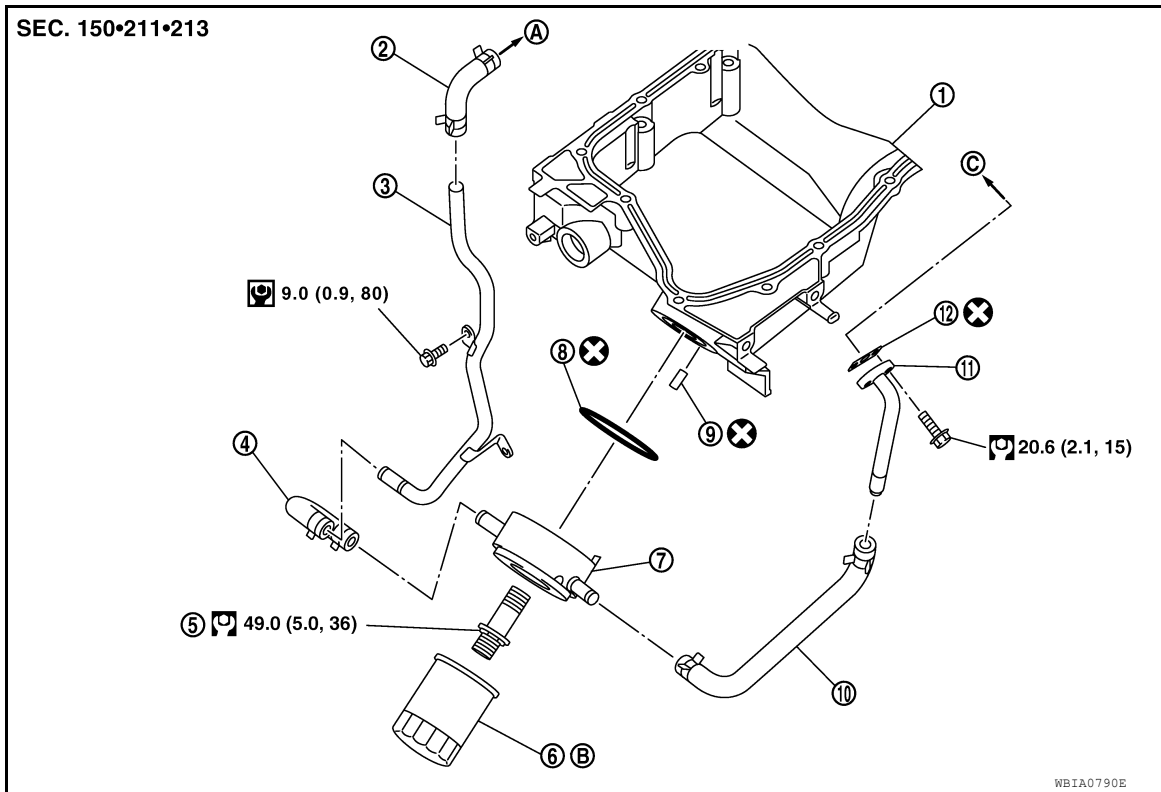 SEC. 150•211•213
② Ⓐ
①
Ⓒ
③
9.0 (0.9, 80)
⑫
⑧
⑪
⑨
④
20.6 (2.1, 15)
⑦
⑤ 49.0 (5.0, 36)
⑩
⑥ Ⓑ
WBIA0790E